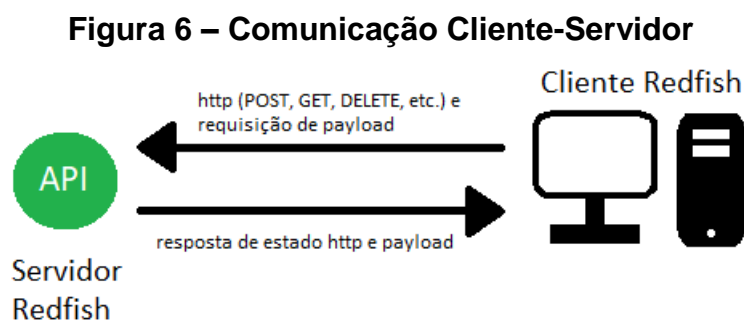 Figura 6 – Comunicação Cliente-Servidor
Cliente Redfish
http (POST, GET, DELETE, etc.) e
requisição de payload
API
resposta de estado http e payload
Servidor
Redfish